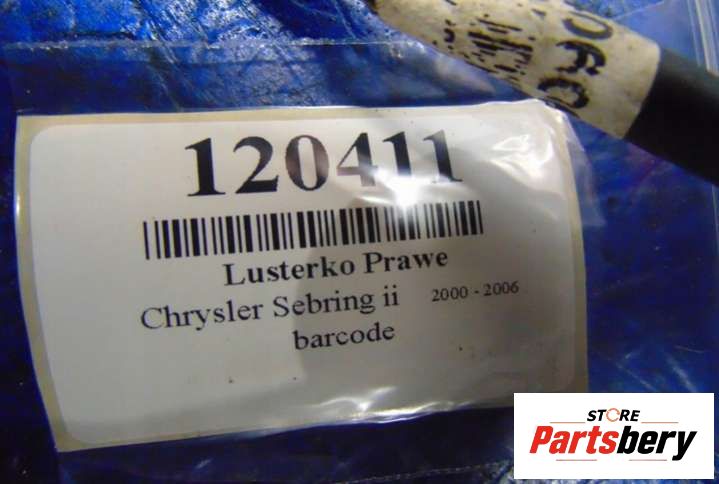 120411
Lusterko Prawe
Chrysler Sebring ii 2000 - 2006
barcode
STORE
Partsbery